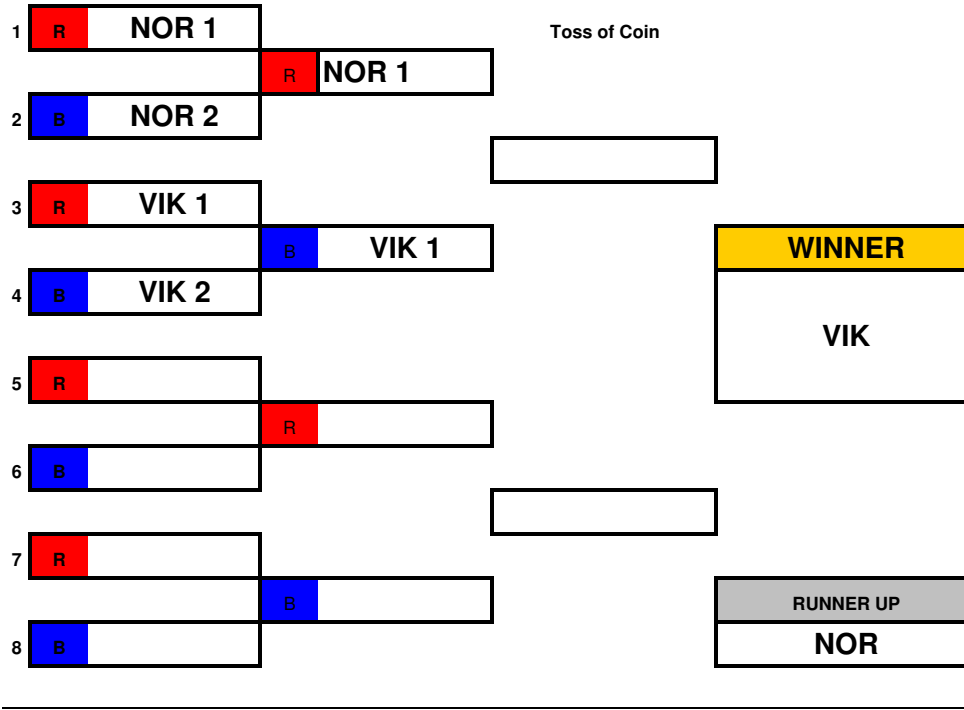 1 R NOR 1 Toss of Coin
R NOR 1
2 B NOR 2
3 R VIK 1
B VIK 1 WINNER
4 B VIK 2
VIK
5 R
R
6 B
7 R
B RUNNER UP
8 B NOR